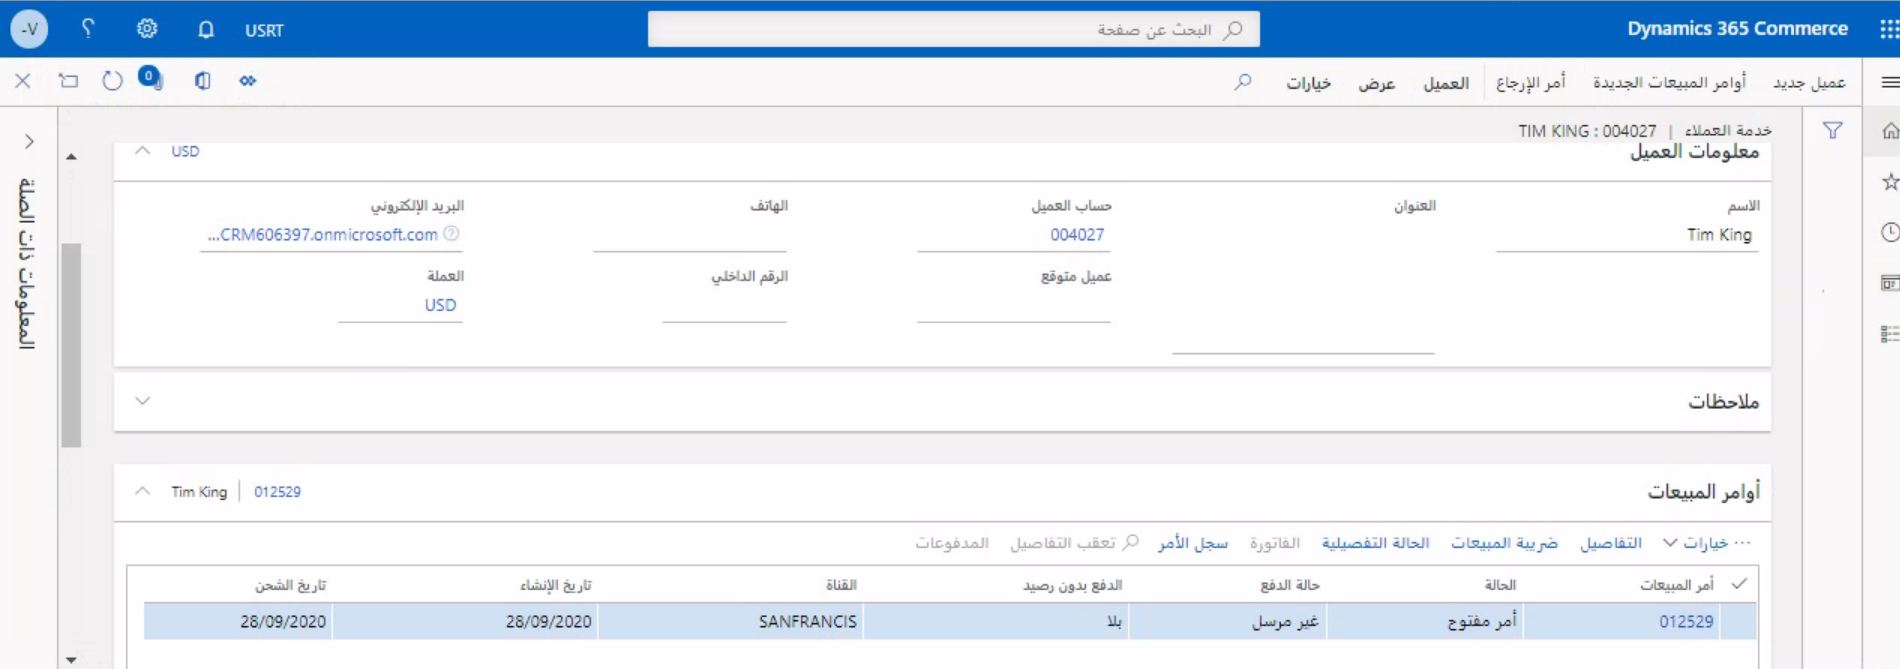 Dynamics 365 Commerce
البحث عن صفحة
USRT
؟
-V
عميل جديد
أوامر المبيعات الجديدة
أمر الإرجاع
العميل
عرض
خيارات
0
خدمة العملاء | TIM KING : 004027
معلومات العميل
USD
الاسم
العنوان
حساب العميل
الهاتف
البريد الإلكتروني
Tim King
004027
...CRM606397.onmicrosoft.com
عميل متوقع
الرقم الداخلي
العملة
USD
ملاحظات
أوامر المبيعات
012529 | Tim King
··· خيارات
التفاصيل
ضريبة المبيعات
الحالة التفصيلية
الفاتورة
سجل الأمر
تعقب التفاصيل
المدفوعات
أمر المبيعات
الحالة
حالة الدفع
الدفع بدون رصيد
القناة
تاريخ الإنشاء
تاريخ الشحن
012529
أمر مفتوح
غير مرسل
بلا
SANFRANCIS
28/09/2020
28/09/2020
المعلومات ذات الصلة